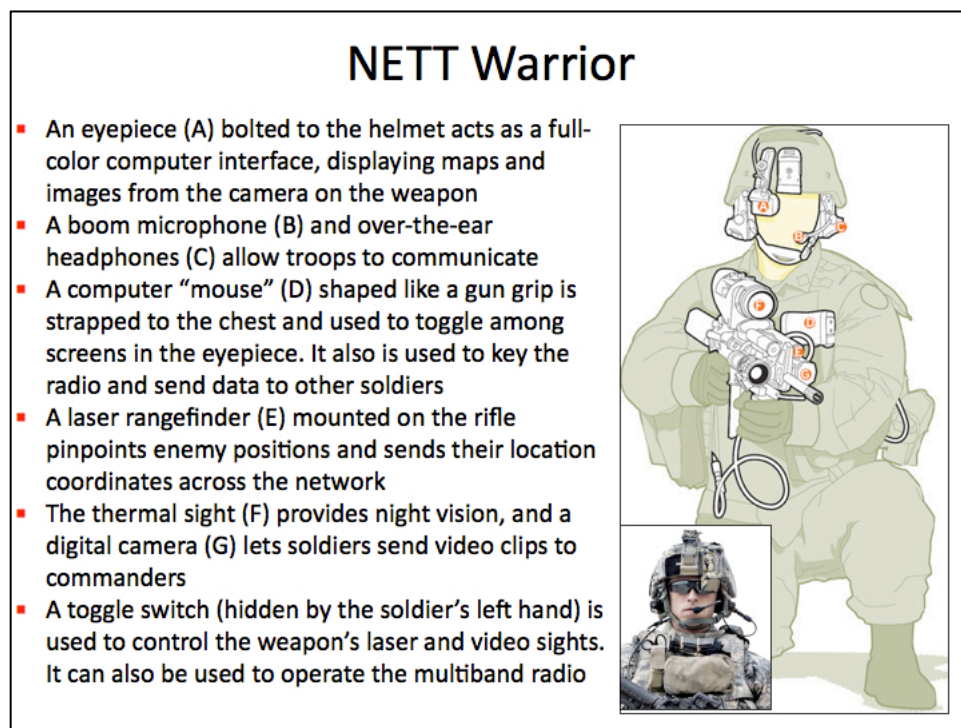 NETT Warrior
▪ An eyepiece (A) bolted to the helmet acts as a full-
color computer interface, displaying maps and
images from the camera on the weapon
▪ A boom microphone (B) and over-the-ear
headphones (C) allow troops to communicate
▪ A computer “mouse” (D) shaped like a gun grip is
strapped to the chest and used to toggle among
screens in the eyepiece. It also is used to key the
radio and send data to other soldiers
▪ A laser rangefinder (E) mounted on the rifle
pinpoints enemy positions and sends their location
coordinates across the network
▪ The thermal sight (F) provides night vision, and a
digital camera (G) lets soldiers send video clips to
commanders
▪ A toggle switch (hidden by the soldier’s left hand) is
used to control the weapon’s laser and video sights.
It can also be used to operate the multiband radio
A
B
C
F
D
E
G